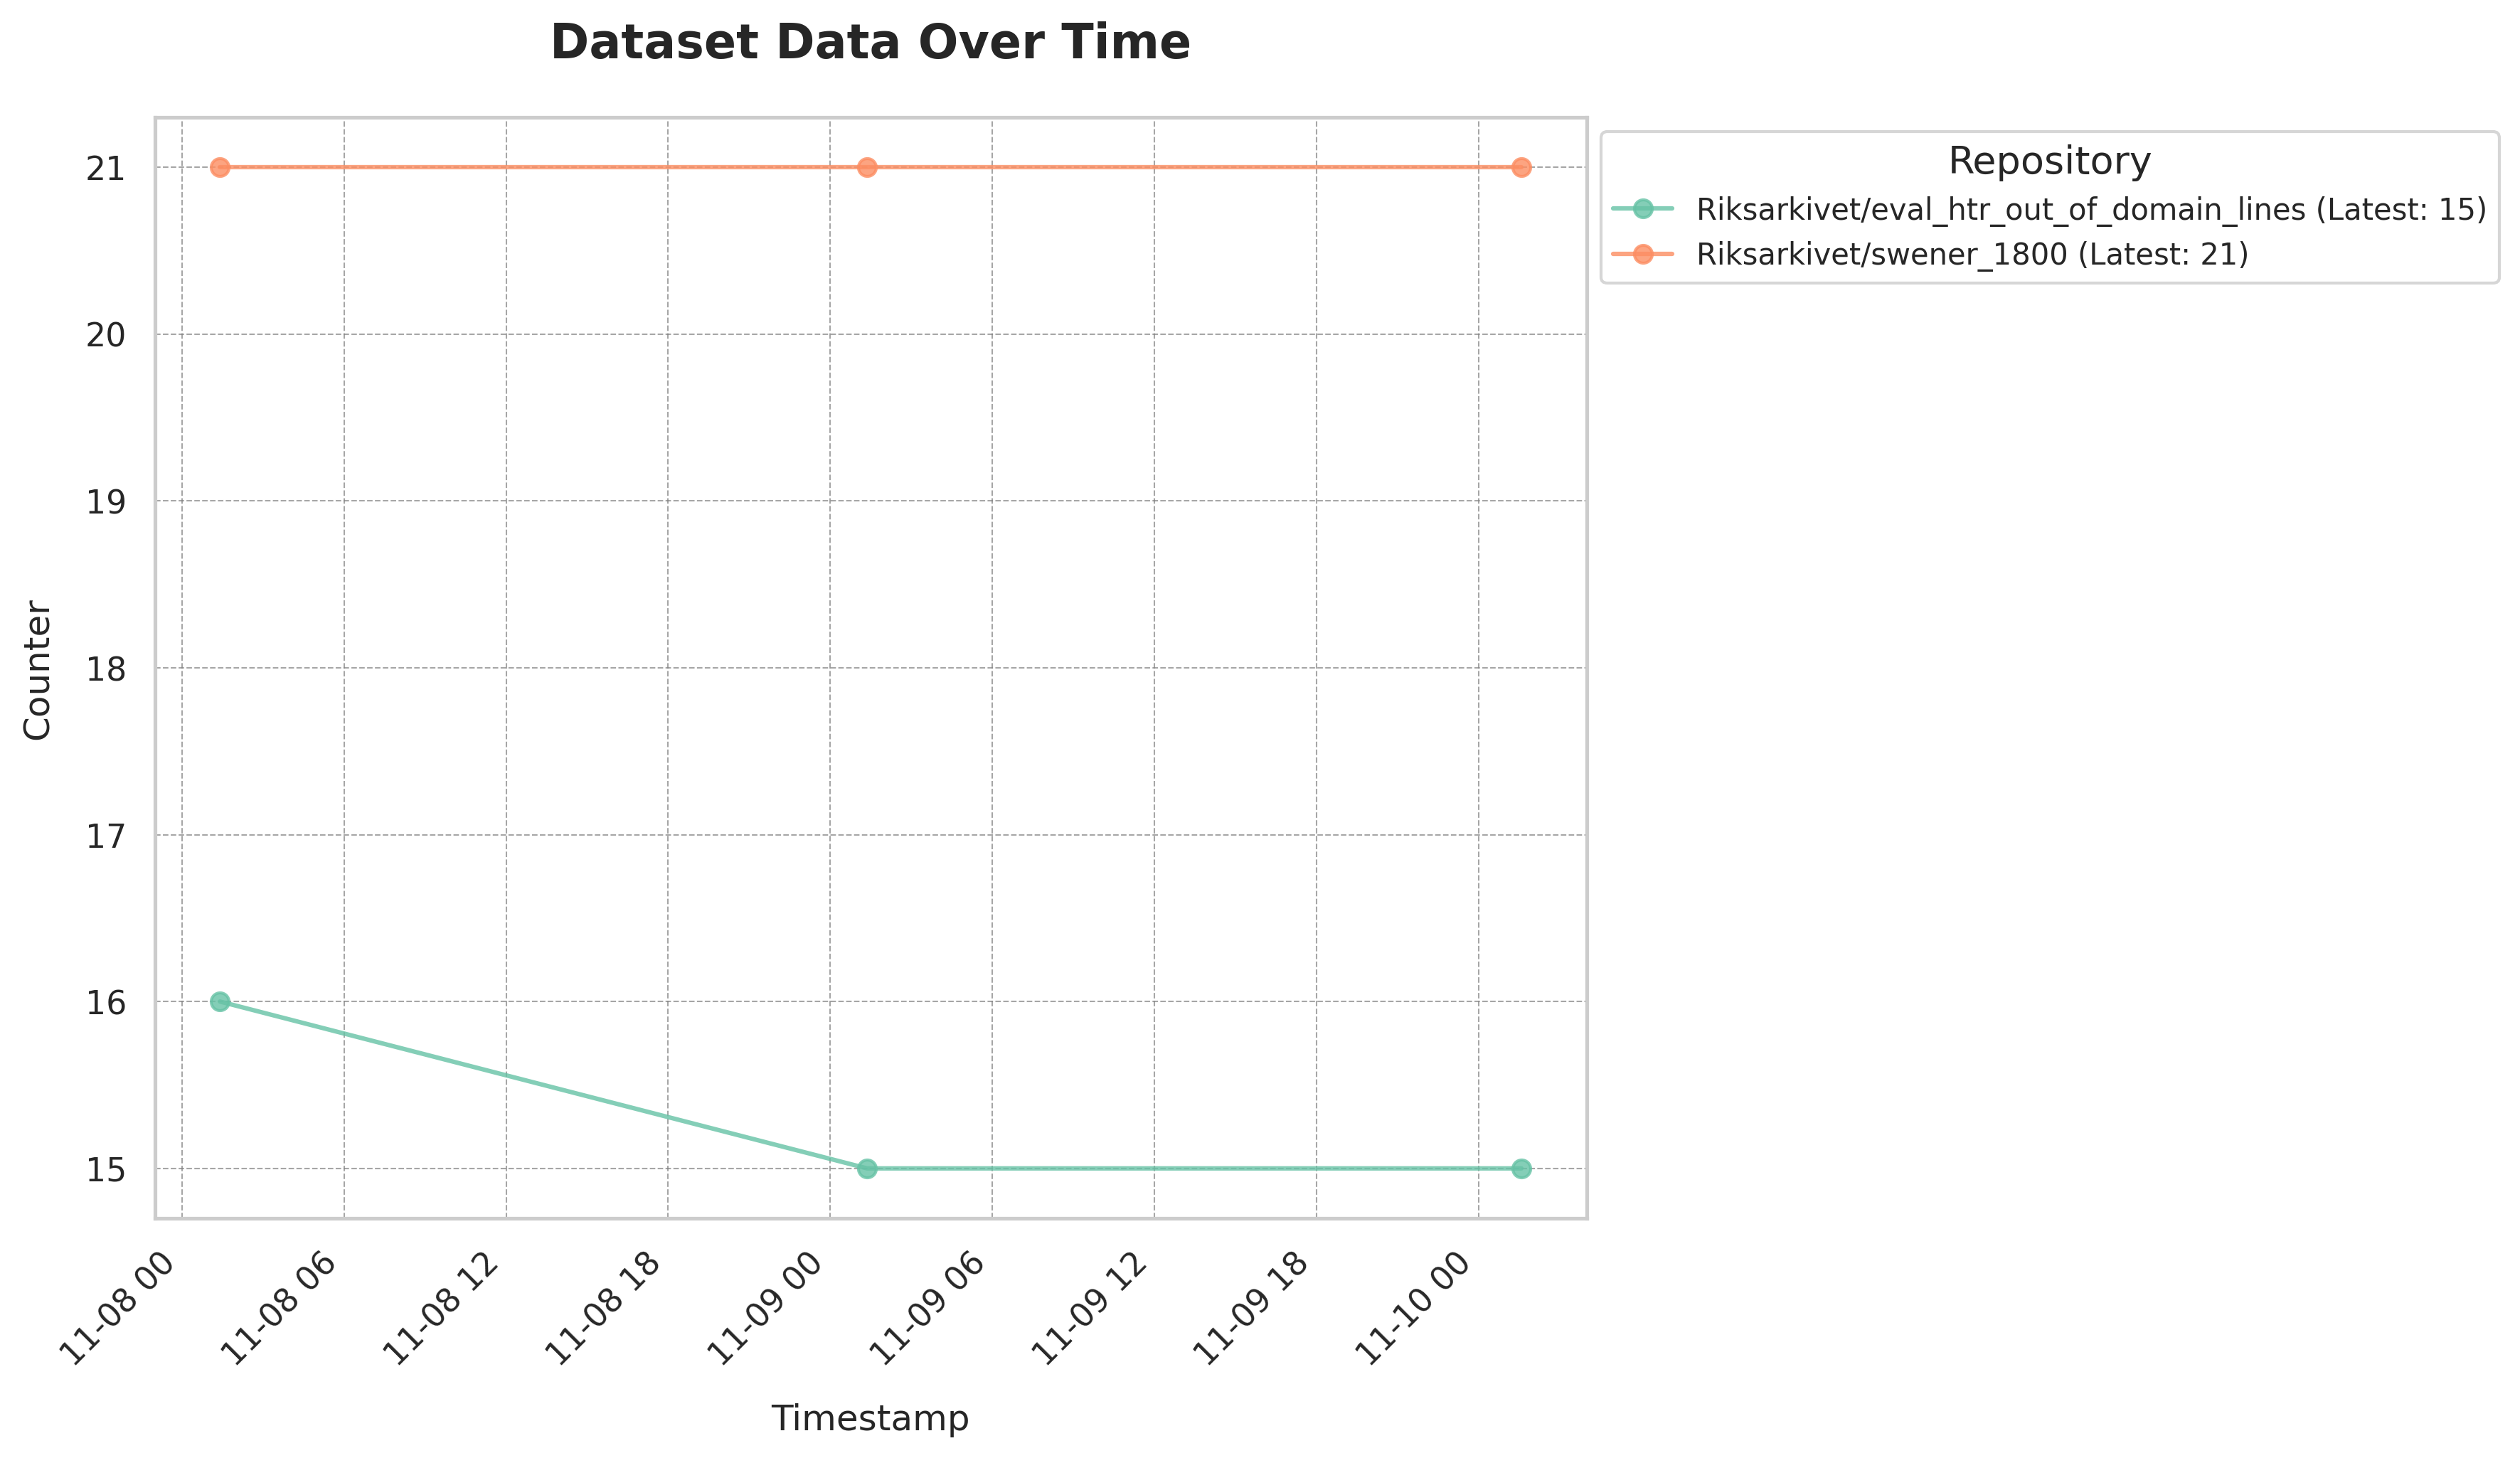 Dataset Data Over Time
Repository
Riksarkivet/eval_htr_out_of_domain_lines (Latest: 15)
Riksarkivet/swener_1800 (Latest: 21)
Counter
21
20
19
18
17
16
15
11-08 00
11-08 06
11-08 12
11-08 18
11-09 00
11-09 06
11-09 12
11-09 18
11-10 00
Timestamp